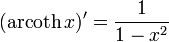 (arcoth x)′ = 1/(1 − x²)